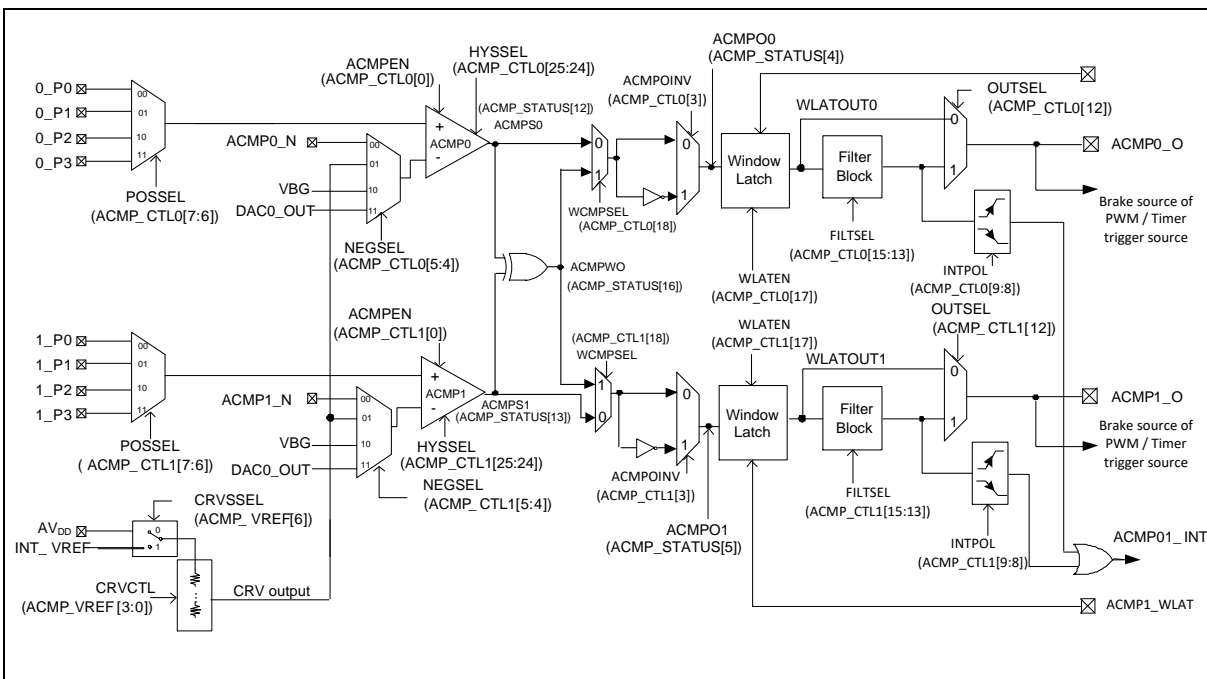 0_P0
0_P1
0_P2
0_P3
00
01
10
11
POSSEL
(ACMP_CTL0[7:6])
ACMP0_N
VBG
DAC0_OUT
00
01
10
11
NEGSEL
(ACMP_CTL0[5:4])
ACMPEN
(ACMP_CTL0[0])
HYSSEL
(ACMP_CTL0[25:24])
+
-
ACMP0
(ACMP_STATUS[12])
ACMPS0
0
1
WCMPSEL
(ACMP_CTL0[18])
ACMPOINV
(ACMP_CTL0[3])
0
1
ACMPO0
(ACMP_STATUS[4])
Window
Latch
WLATEN
(ACMP_CTL0[17])
WLATOUT0
Filter
Block
FILTSEL
(ACMP_CTL0[15:13])
OUTSEL
(ACMP_CTL0[12])
0
1
ACMP0_O
Brake source of
PWM / Timer
trigger source
INTPOL
(ACMP_CTL0[9:8])
ACMPWO
(ACMP_STATUS[16])
1_P0
1_P1
1_P2
1_P3
00
01
10
11
POSSEL
( ACMP_CTL1[7:6])
ACMP1_N
VBG
DAC0_OUT
00
01
10
11
NEGSEL
(ACMP_CTL1[5:4])
ACMPEN
(ACMP_CTL1[0])
+
-
ACMP1
HYSSEL
(ACMP_CTL1[25:24])
ACMPS1
(ACMP_STATUS[13])
(ACMP_CTL1[18])
WCMPSEL
1
0
0
1
ACMPOINV
(ACMP_CTL1[3])
ACMPO1
(ACMP_STATUS[5])
WLATEN
(ACMP_CTL1[17])
Window
Latch
WLATOUT1
Filter
Block
FILTSEL
(ACMP_CTL1[15:13])
OUTSEL
(ACMP_CTL1[12])
0
1
ACMP1_O
Brake source of
PWM / Timer
trigger source
INTPOL
(ACMP_CTL1[9:8])
ACMP01_INT
ACMP1_WLAT
CRVSSEL
(ACMP_VREF[6])
AVDD
INT_VREF
0
1
CRVCTL
(ACMP_VREF[3:0])
CRV output